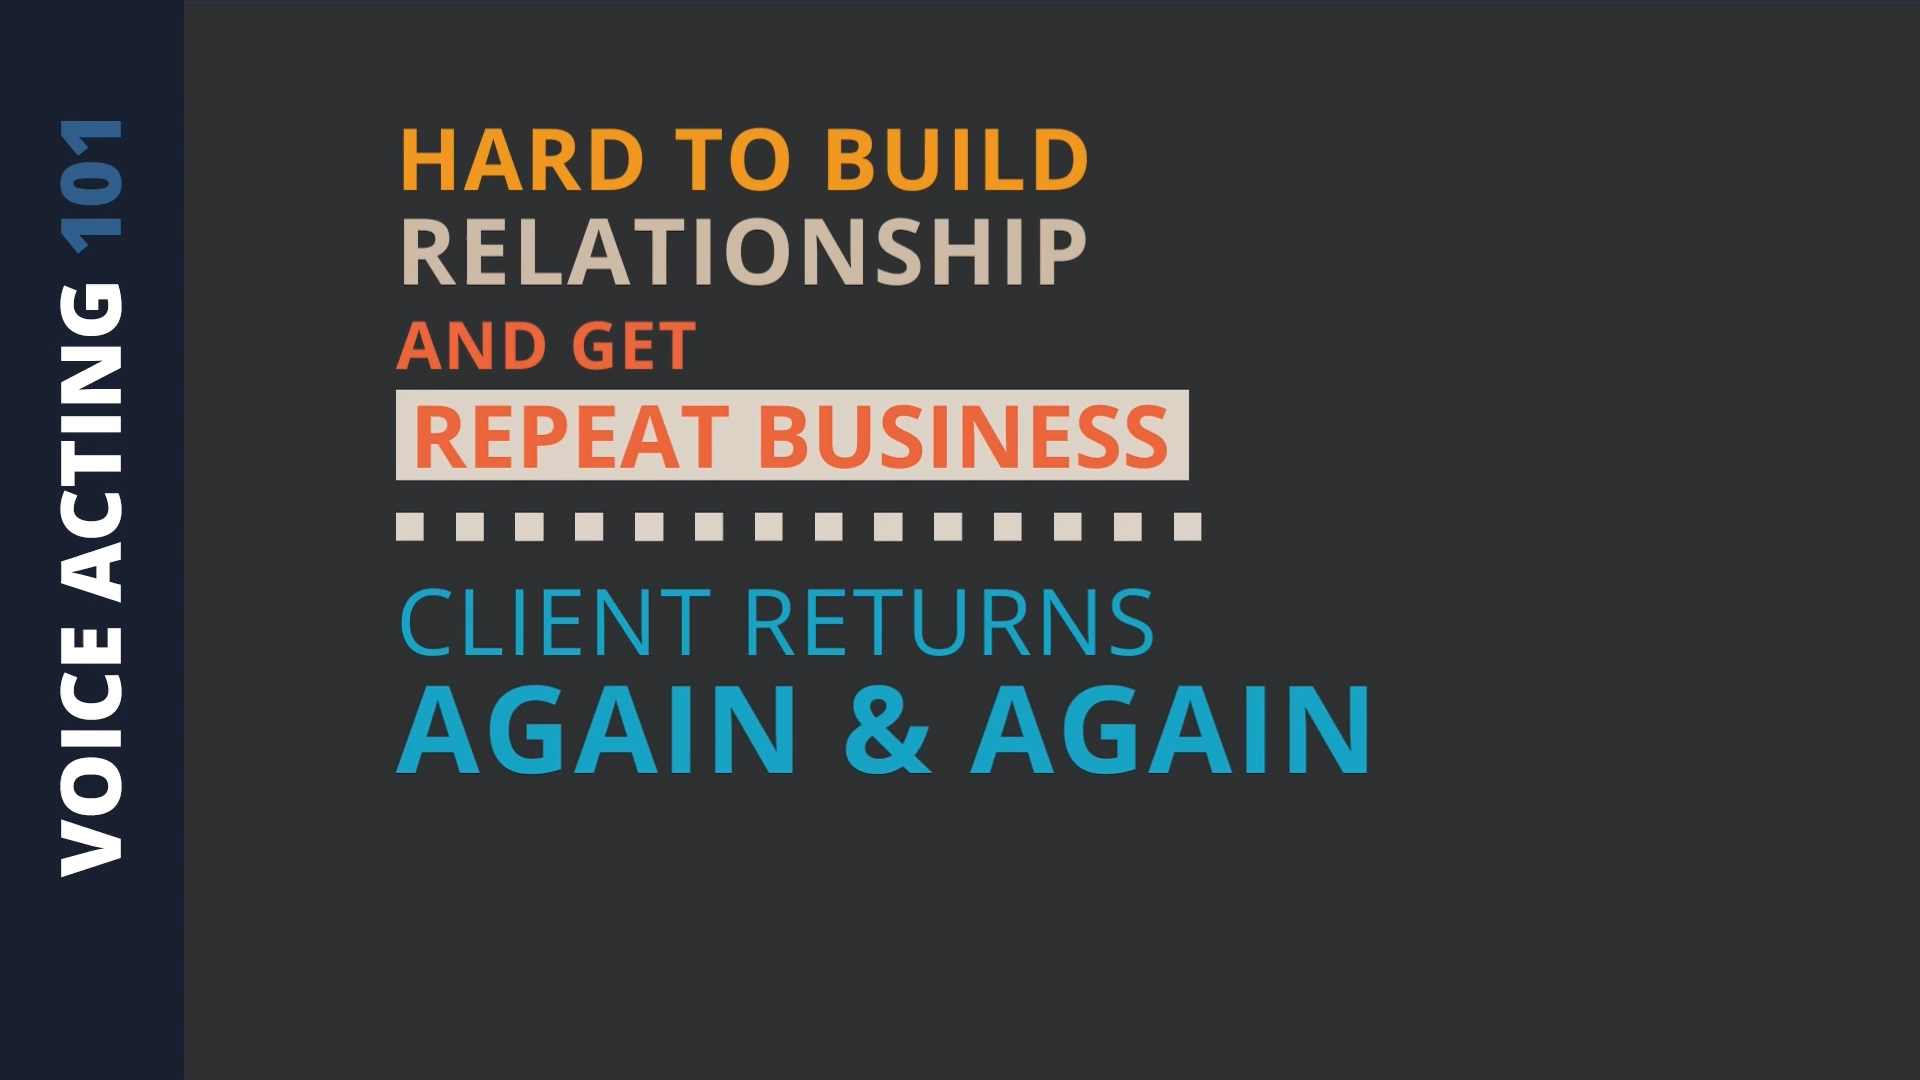 VOICE ACTING 101
HARD TO BUILD
RELATIONSHIP
AND GET
REPEAT BUSINESS
CLIENT RETURNS
AGAIN & AGAIN